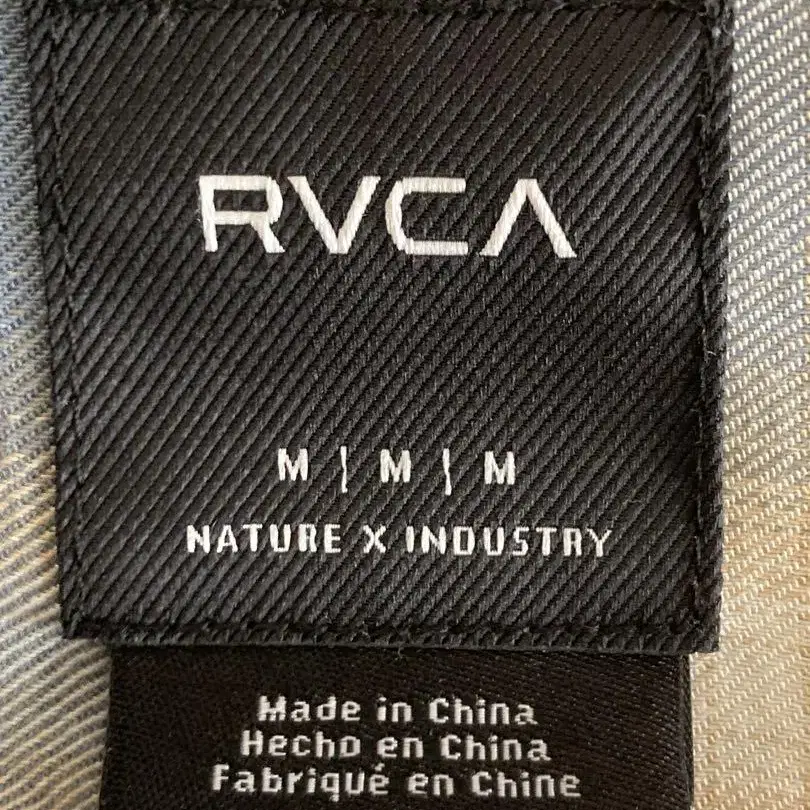 RVCA
M | M | M
NATURE X INDUSTRY
Made in China
Hecho en China
Fabriqué en Chine